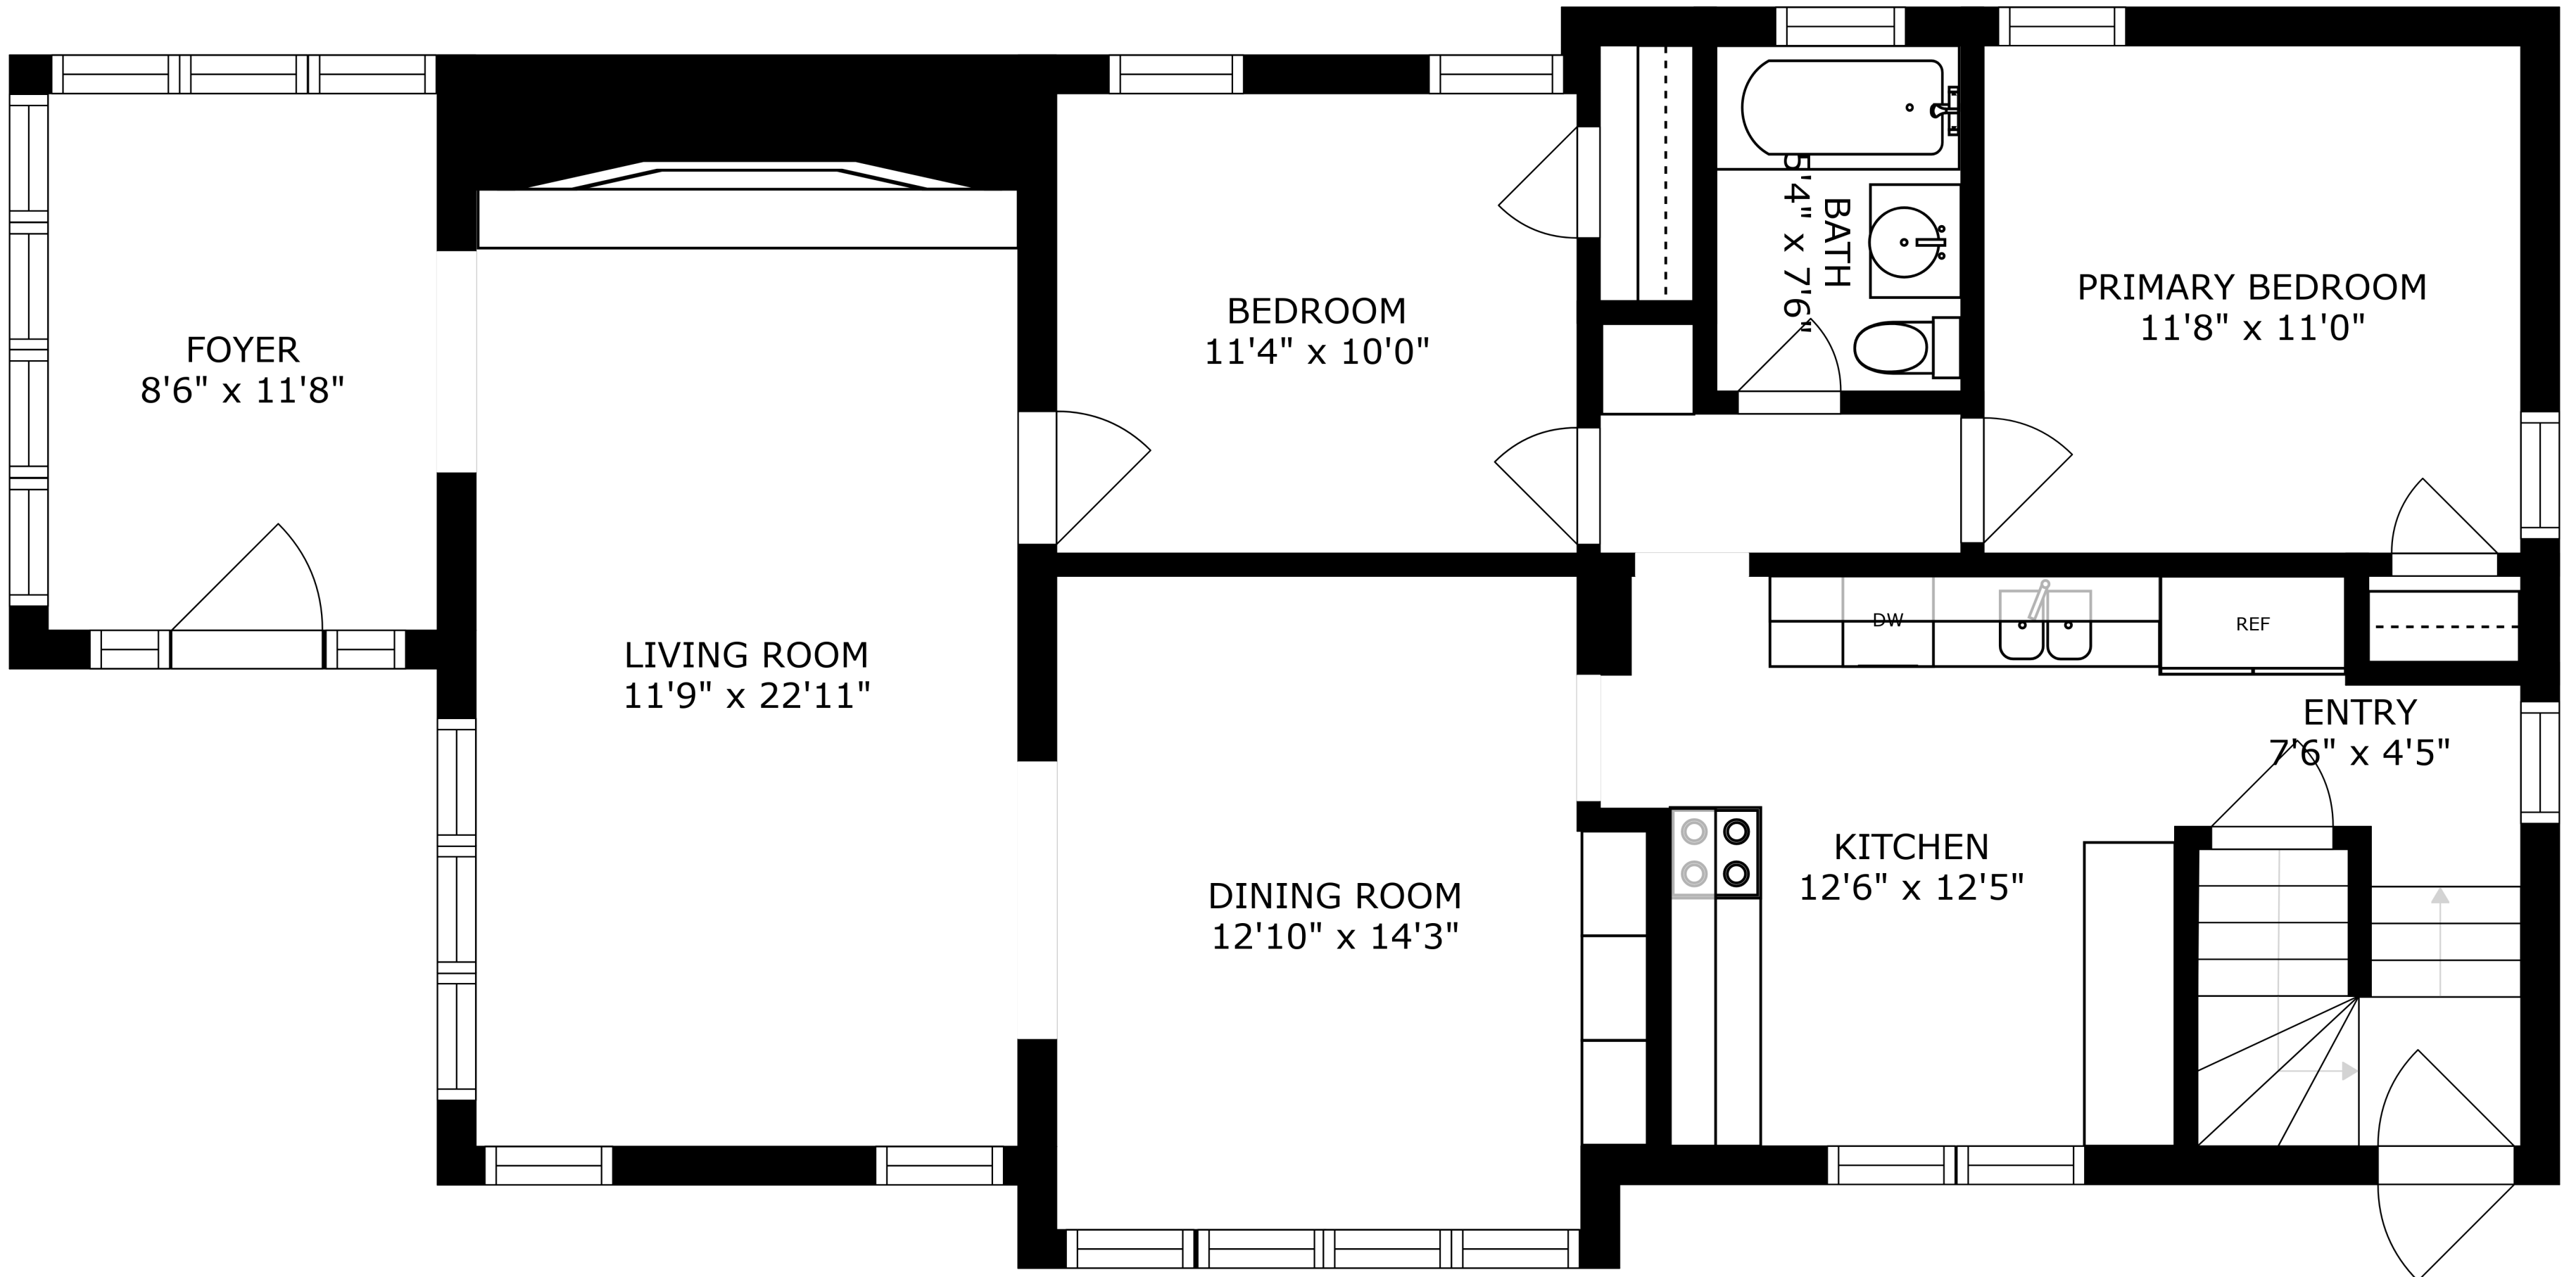 FOYER
8'6" x 11'8"
LIVING ROOM
11'9" x 22'11"
BEDROOM
11'4" x 10'0"
BATH
5'4" x 7'6"
PRIMARY BEDROOM
11'8" x 11'0"
DW
REF
ENTRY
7'6" x 4'5"
KITCHEN
12'6" x 12'5"
DINING ROOM
12'10" x 14'3"